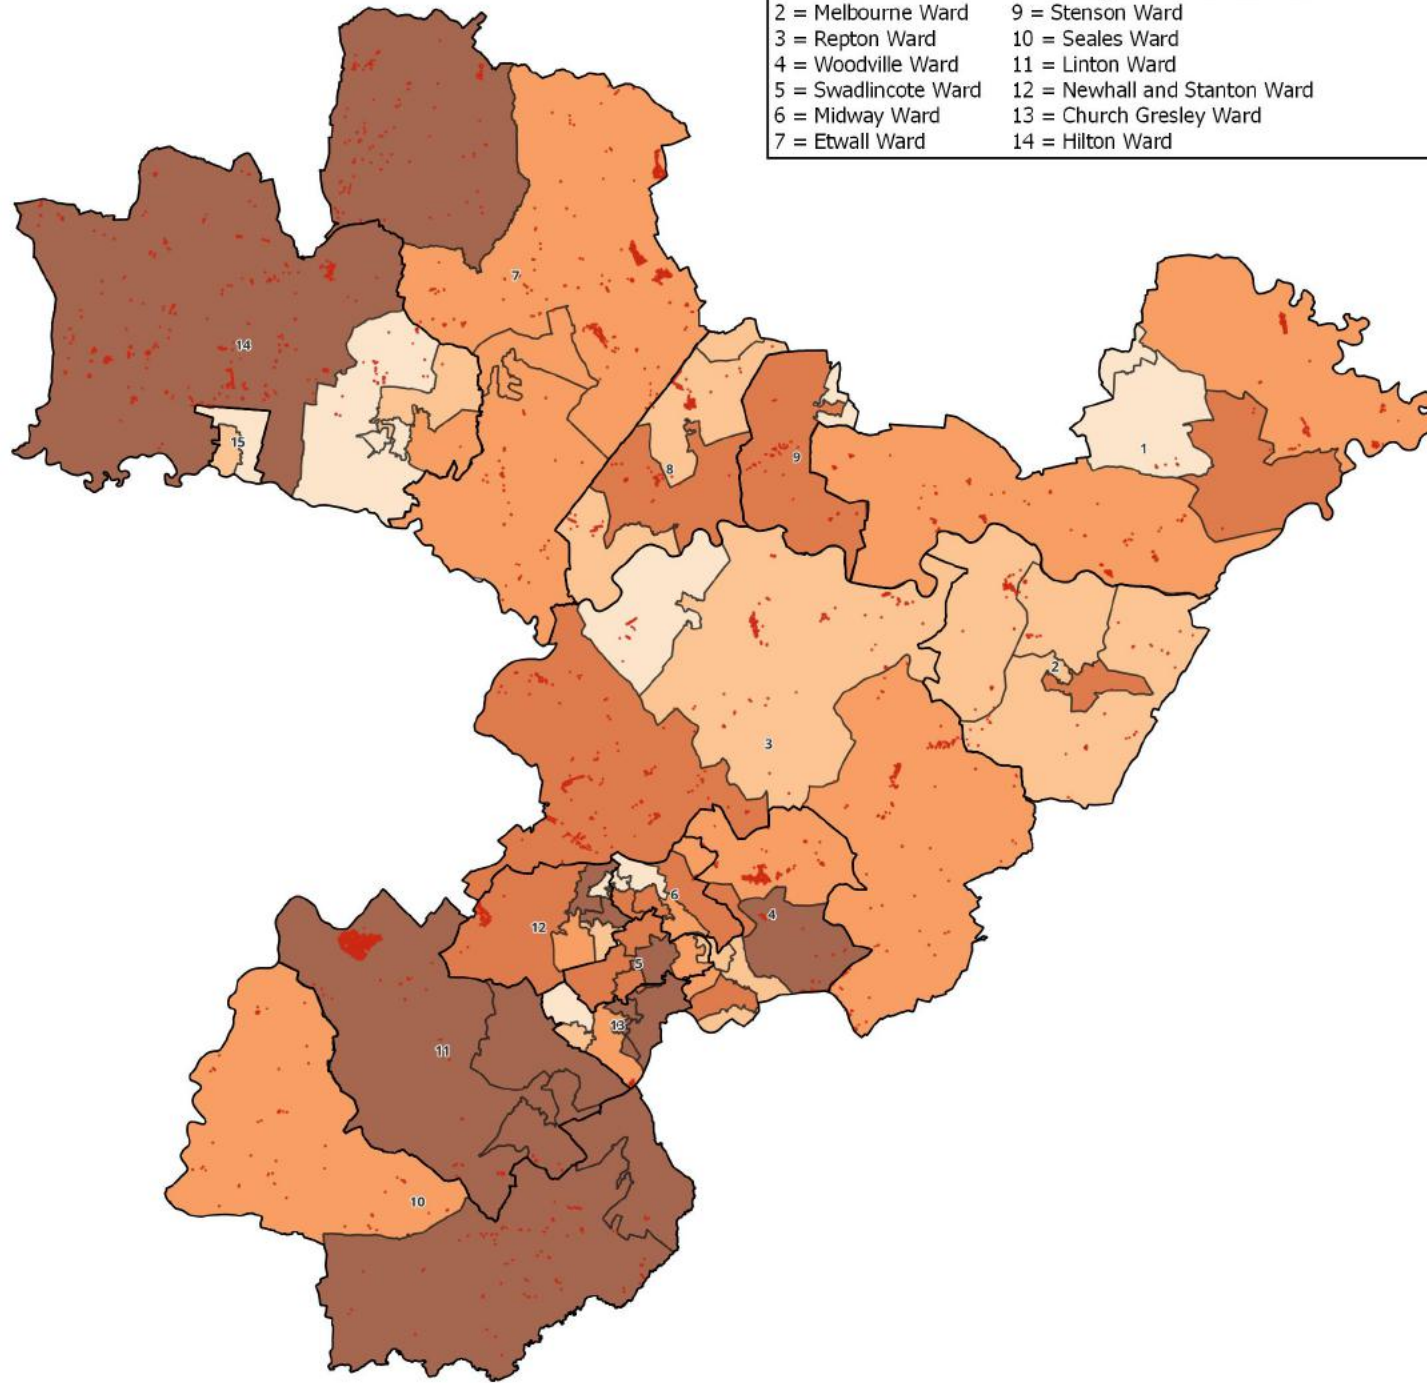 2 = Melbourne Ward 9 = Stenson Ward
3 = Repton Ward 10 = Seales Ward
4 = Woodville Ward 11 = Linton Ward
5 = Swadlincote Ward 12 = Newhall and Stanton Ward
6 = Midway Ward 13 = Church Gresley Ward
7 = Etwall Ward 14 = Hilton Ward
7
14
15
1
9
8
2
3
6
4
12
5
13
11
10